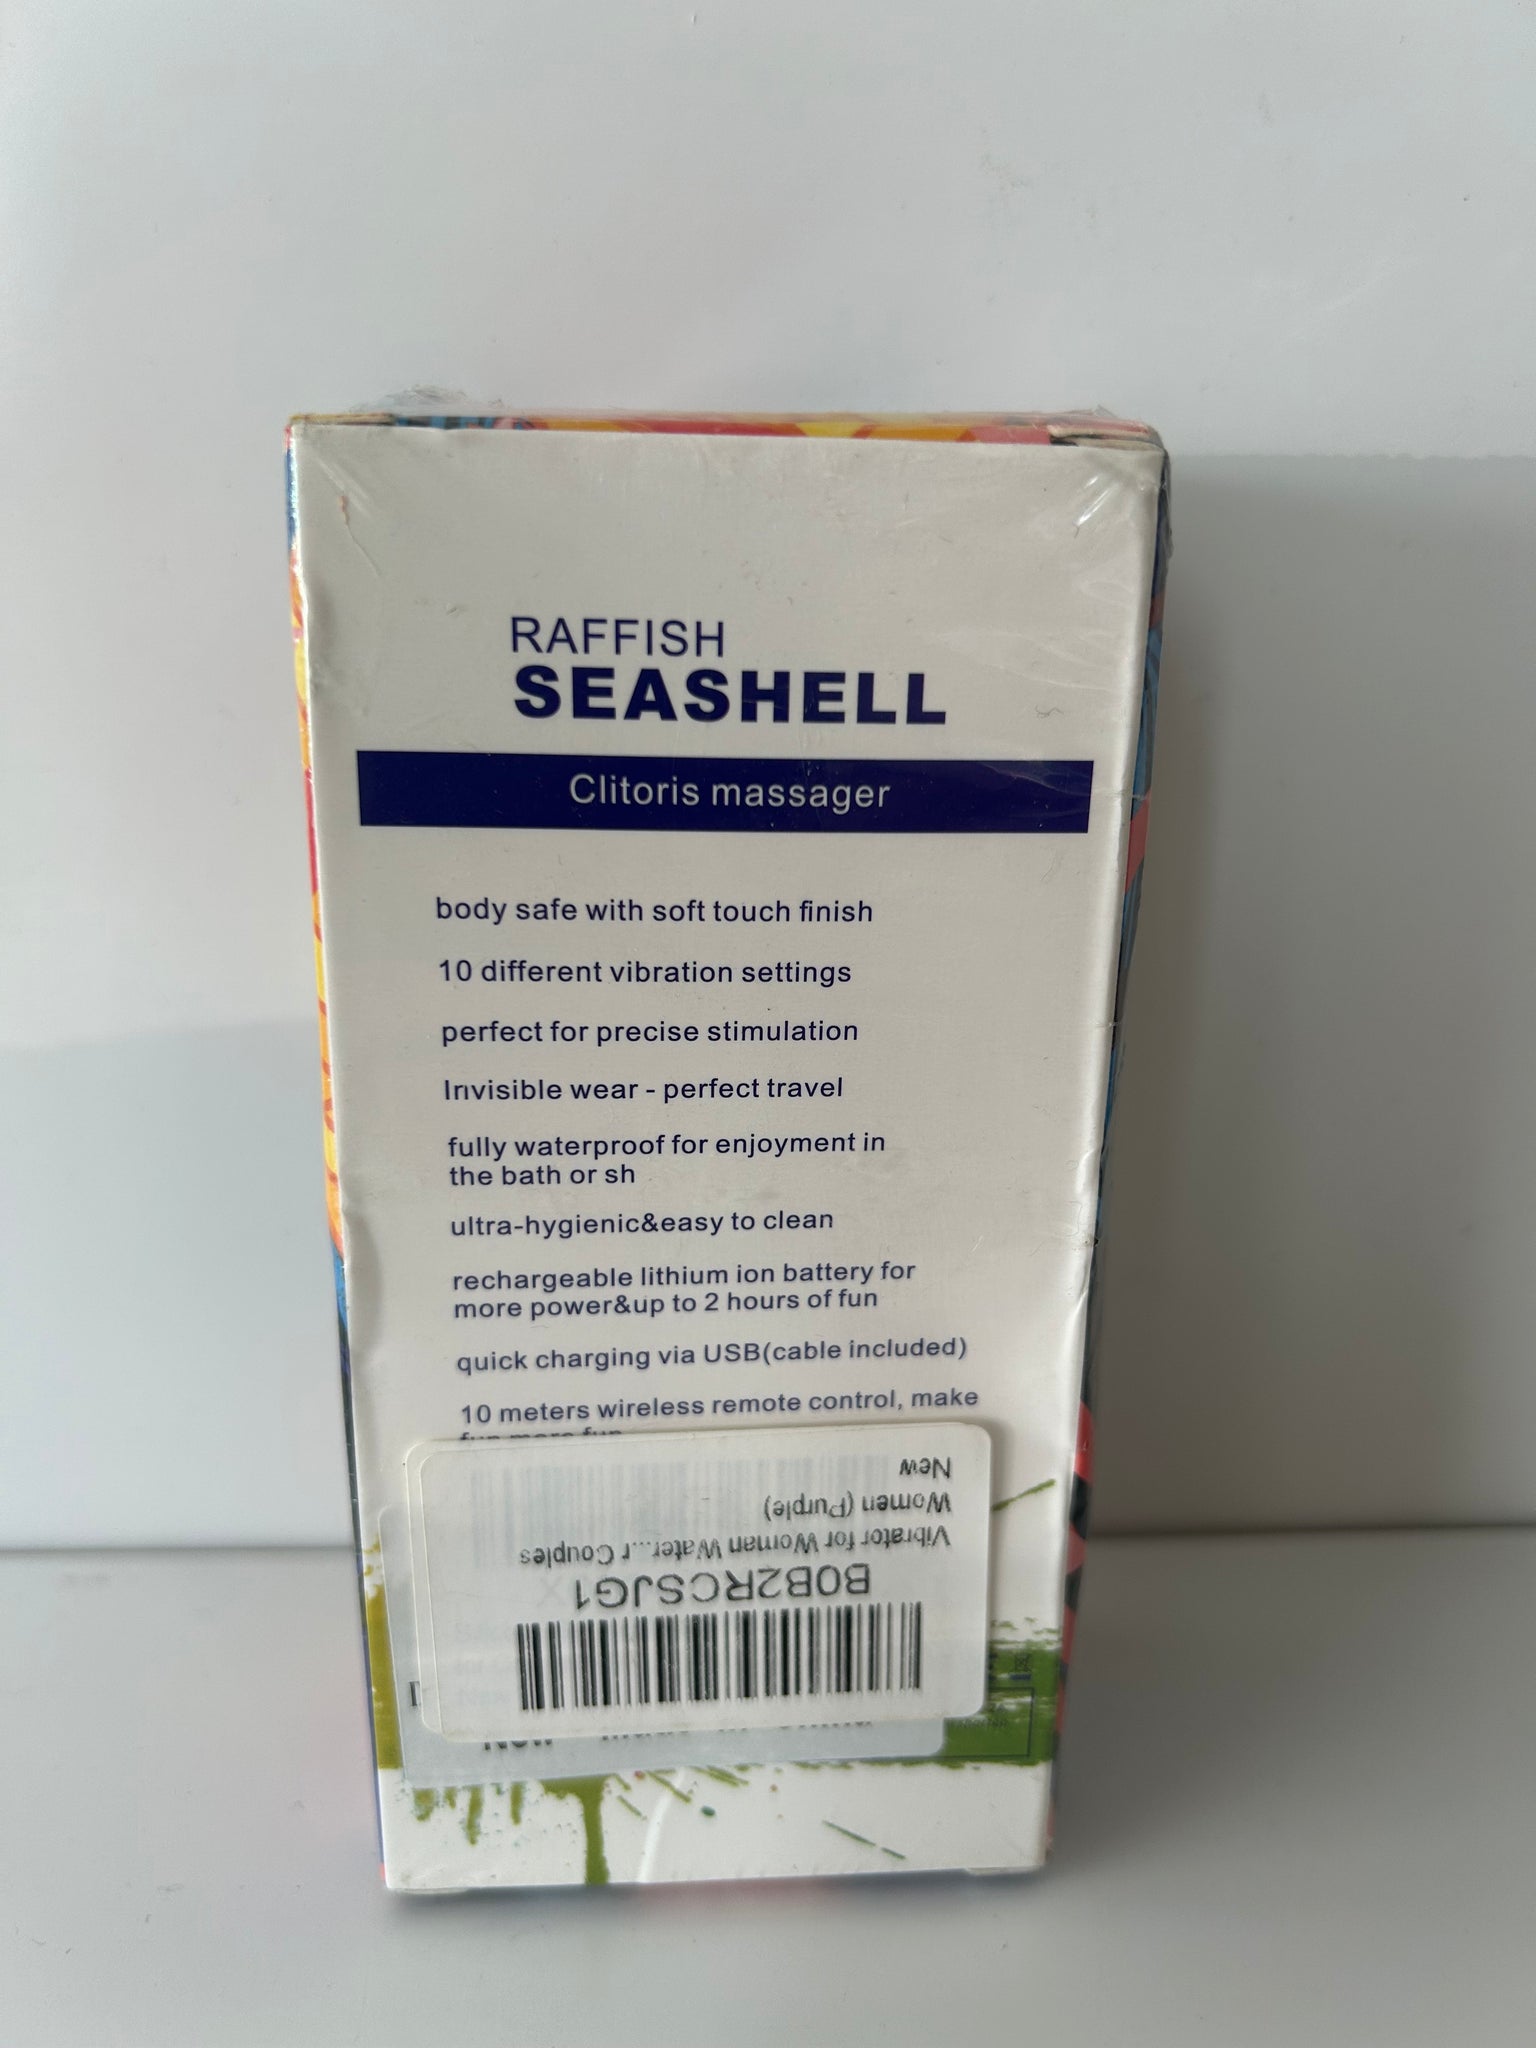 RAFFISH
SEASHELL
Clitoris massager
body safe with soft touch finish
10 different vibration settings
perfect for precise stimulation
Invisible wear - perfect travel
fully waterproof for enjoyment in
the bath or sh
ultra-hygienic&easy to clean
rechargeable lithium ion battery for
more power&up to 2 hours of fun
quick charging via USB(cable included)
10 meters wireless remote control, make
fun more fun
B0B2RCSJG1
Vibrator for Woman Water...r Couples
Women (Purple)
New